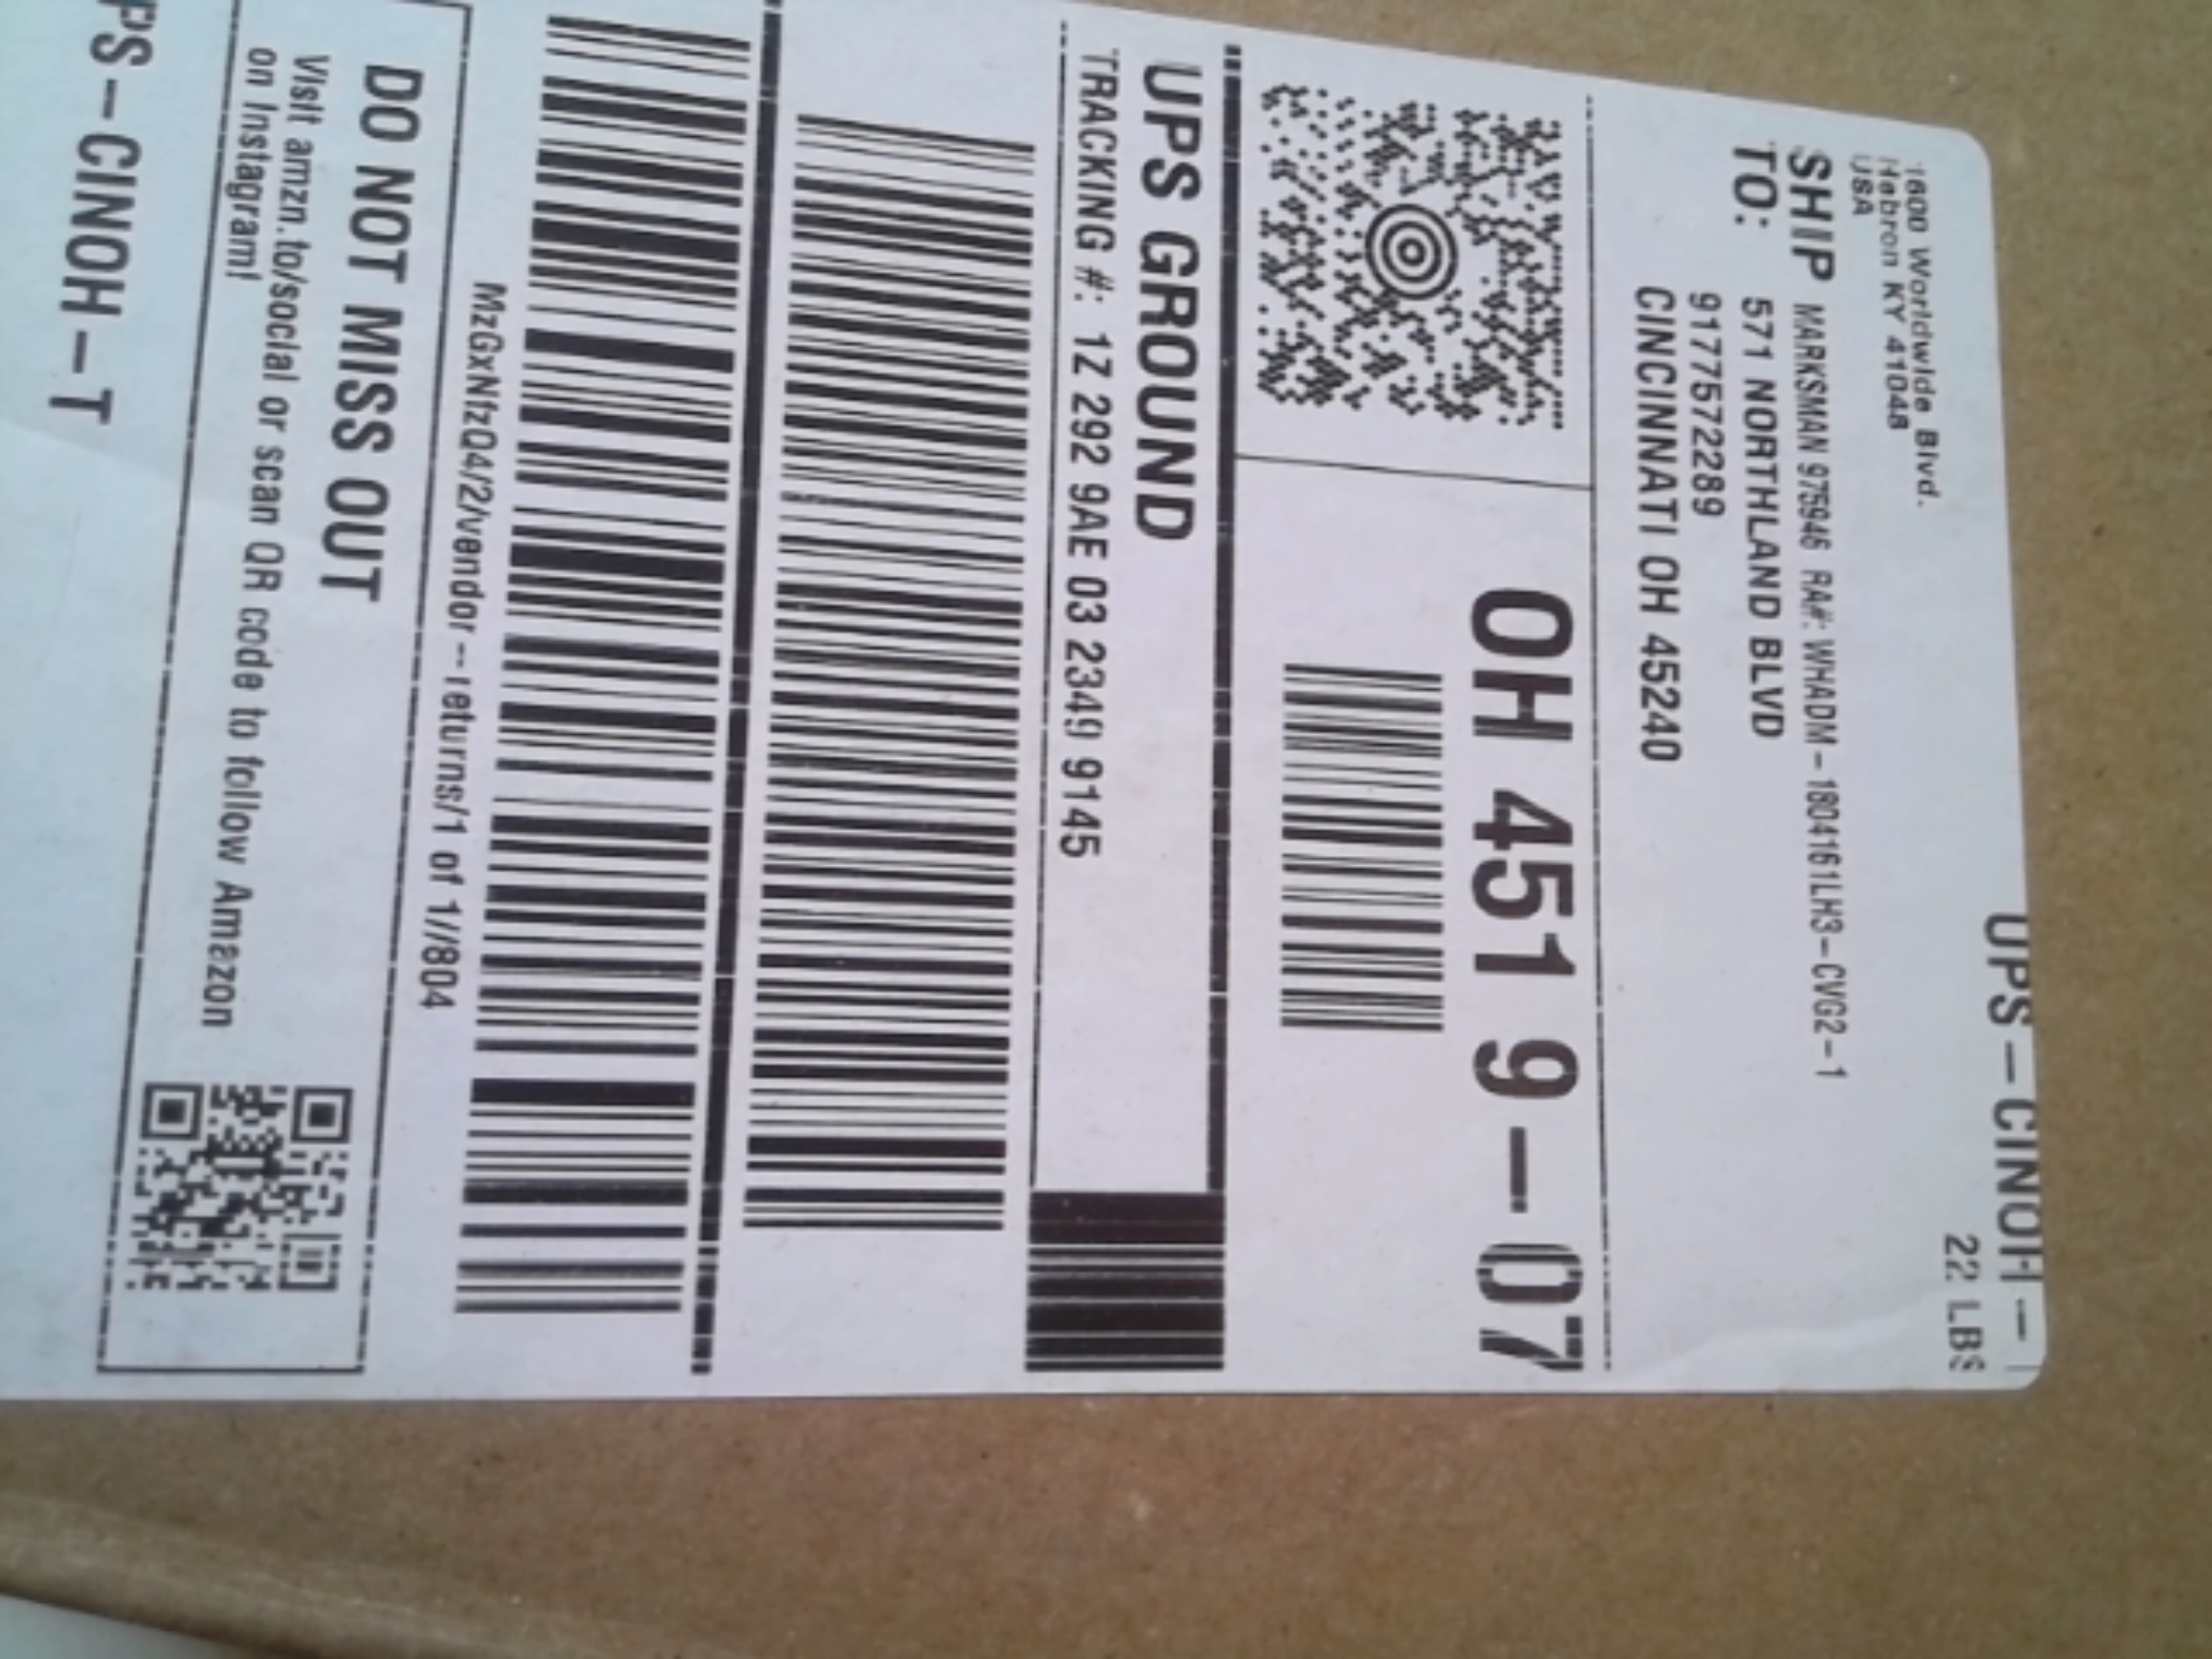 UPS-CINOH-
22 LBS
1600 Worldwide Blvd.
Hebron KY 41048
USA
SHIP MARKSMAN 975946 RA#: WHADM-1804161LH3-CVG2-1
TO: 571 NORTHLAND BLVD
9177572289
CINCINNATI OH 45240
OH 451 9-07
UPS GROUND
TRACKING #: 1Z 292 9AE 03 2349 9145
MzGxNfzQ4/2/vendor-returns/1 of 1//804
DO NOT MISS OUT
Visit amzn.to/social or scan QR code to follow Amazon
on Instagram!
PS-CINOH-T